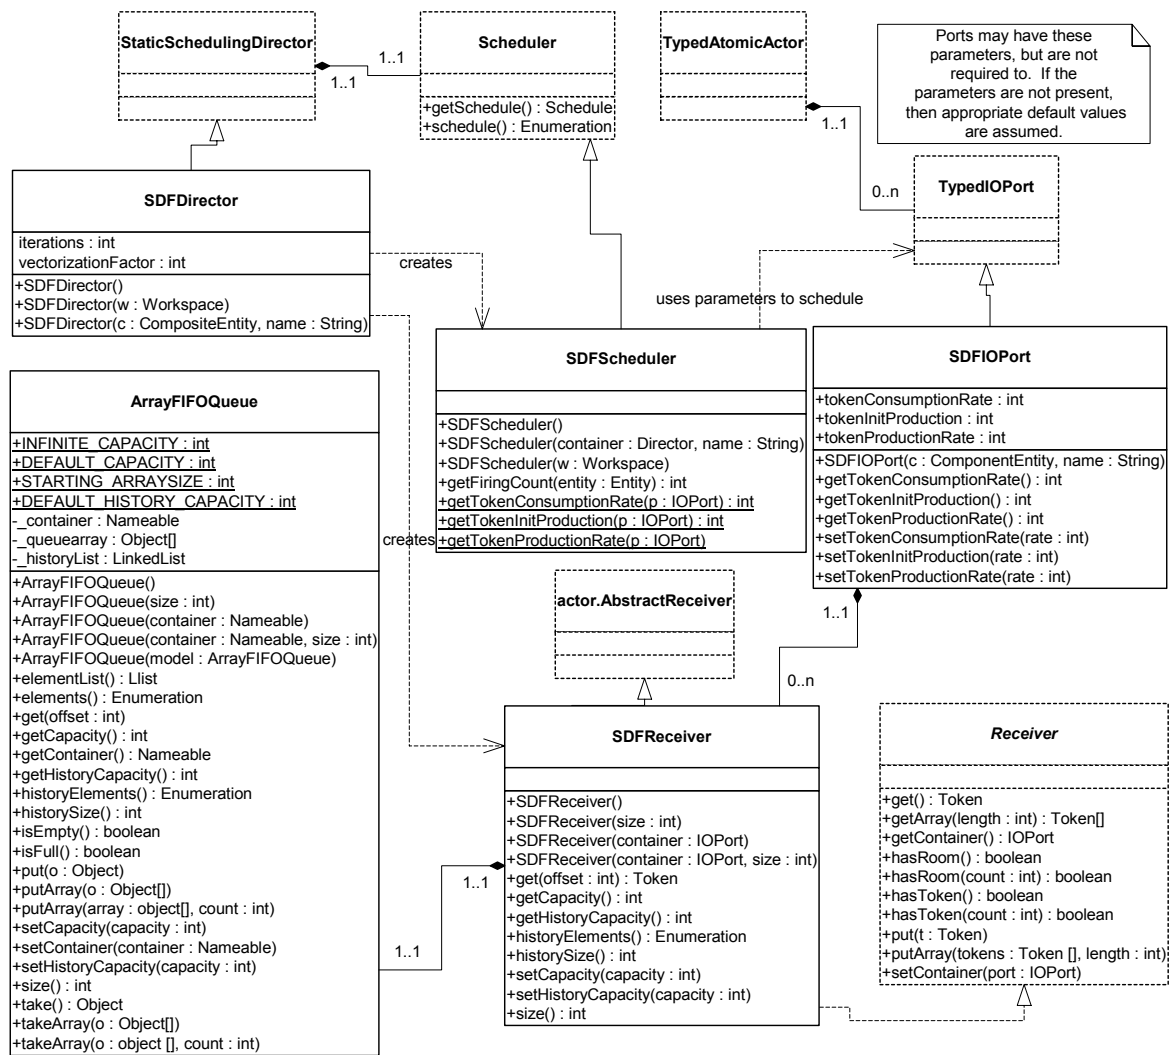 StaticSchedulingDirector
1..1
1..1
Scheduler
+getSchedule() : Schedule
+schedule() : Enumeration
TypedAtomicActor
1..1
0..n
Ports may have these
parameters, but are not
required to. If the
parameters are not present,
then appropriate default values
are assumed.
TypedIOPort
SDFDirector
iterations : int
vectorizationFactor : int
+SDFDirector()
+SDFDirector(w : Workspace)
+SDFDirector(c : CompositeEntity, name : String)
creates
uses parameters to schedule
SDFScheduler
+SDFScheduler()
+SDFScheduler(container : Director, name : String)
+SDFScheduler(w : Workspace)
+getFiringCount(entity : Entity) : int
+getTokenConsumptionRate(p : IOPort) : int
+getTokenInitProduction(p : IOPort) : int
+getTokenProductionRate(p : IOPort)
SDFIOPort
+tokenConsumptionRate : int
+tokenInitProduction : int
+tokenProductionRate : int
+SDFIOPort(c : ComponentEntity, name : String)
+getTokenConsumptionRate() : int
+getTokenInitProduction() : int
+getTokenProductionRate() : int
+setTokenConsumptionRate(rate : int)
+setTokenInitProduction(rate : int)
+setTokenProductionRate(rate : int)
1..1
0..n
ArrayFIFOQueue
+INFINITE_CAPACITY : int
+DEFAULT_CAPACITY : int
+STARTING_ARRAYSIZE : int
+DEFAULT_HISTORY_CAPACITY : int
-_container : Nameable
-_queuearray : Object[]
-_historyList : LinkedList
+ArrayFIFOQueue()
+ArrayFIFOQueue(size : int)
+ArrayFIFOQueue(container : Nameable)
+ArrayFIFOQueue(container : Nameable, size : int)
+ArrayFIFOQueue(model : ArrayFIFOQueue)
+elementList() : Llist
+elements() : Enumeration
+get(offset : int)
+getCapacity() : int
+getContainer() : Nameable
+getHistoryCapacity() : int
+historyElements() : Enumeration
+historySize() : int
+isEmpty() : boolean
+isFull() : boolean
+put(o : Object)
+putArray(o : Object[])
+putArray(array : object[], count : int)
+setCapacity(capacity : int)
+setContainer(container : Nameable)
+setHistoryCapacity(capacity : int)
+size() : int
+take() : Object
+takeArray(o : Object[])
+takeArray(o : object [], count : int)
creates
1..1
1..1
actor.AbstractReceiver
SDFReceiver
+SDFReceiver()
+SDFReceiver(size : int)
+SDFReceiver(container : IOPort)
+SDFReceiver(container : IOPort, size : int)
+get(offset : int) : Token
+getCapacity() : int
+getHistoryCapacity() : int
+historyElements() : Enumeration
+historySize() : int
+setCapacity(capacity : int)
+setHistoryCapacity(capacity : int)
+size() : int
Receiver
+get() : Token
+getArray(length : int) : Token[]
+getContainer() : IOPort
+hasRoom() : boolean
+hasRoom(count : int) : boolean
+hasToken() : boolean
+hasToken(count : int) : boolean
+put(t : Token)
+putArray(tokens : Token [], length : int)
+setContainer(port : IOPort)